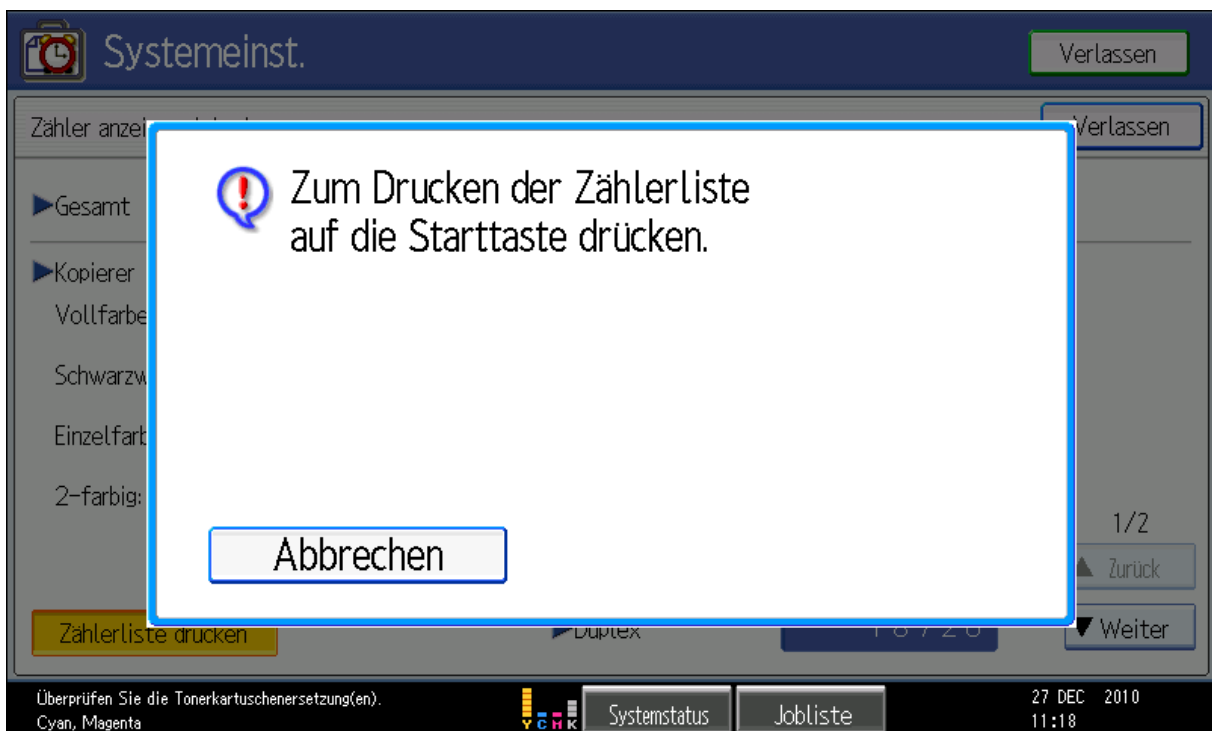 Systemeinst.
Verlassen
Zähler anzei
Verlassen
Zum Drucken der Zählerliste
auf die Starttaste drücken.
▶Gesamt
▶Kopierer
Vollfarbe
Schwarzw
Einzelfarb
2-farbig:
1/2
Abbrechen
▲ Zurück
Zählerliste drucken
▶Duplex
18726
▼Weiter
Überprüfen Sie die Tonerkartuschenersetzung(en).
Cyan, Magenta
Y C M K
Systemstatus
Jobliste
27 DEC 2010
11:18